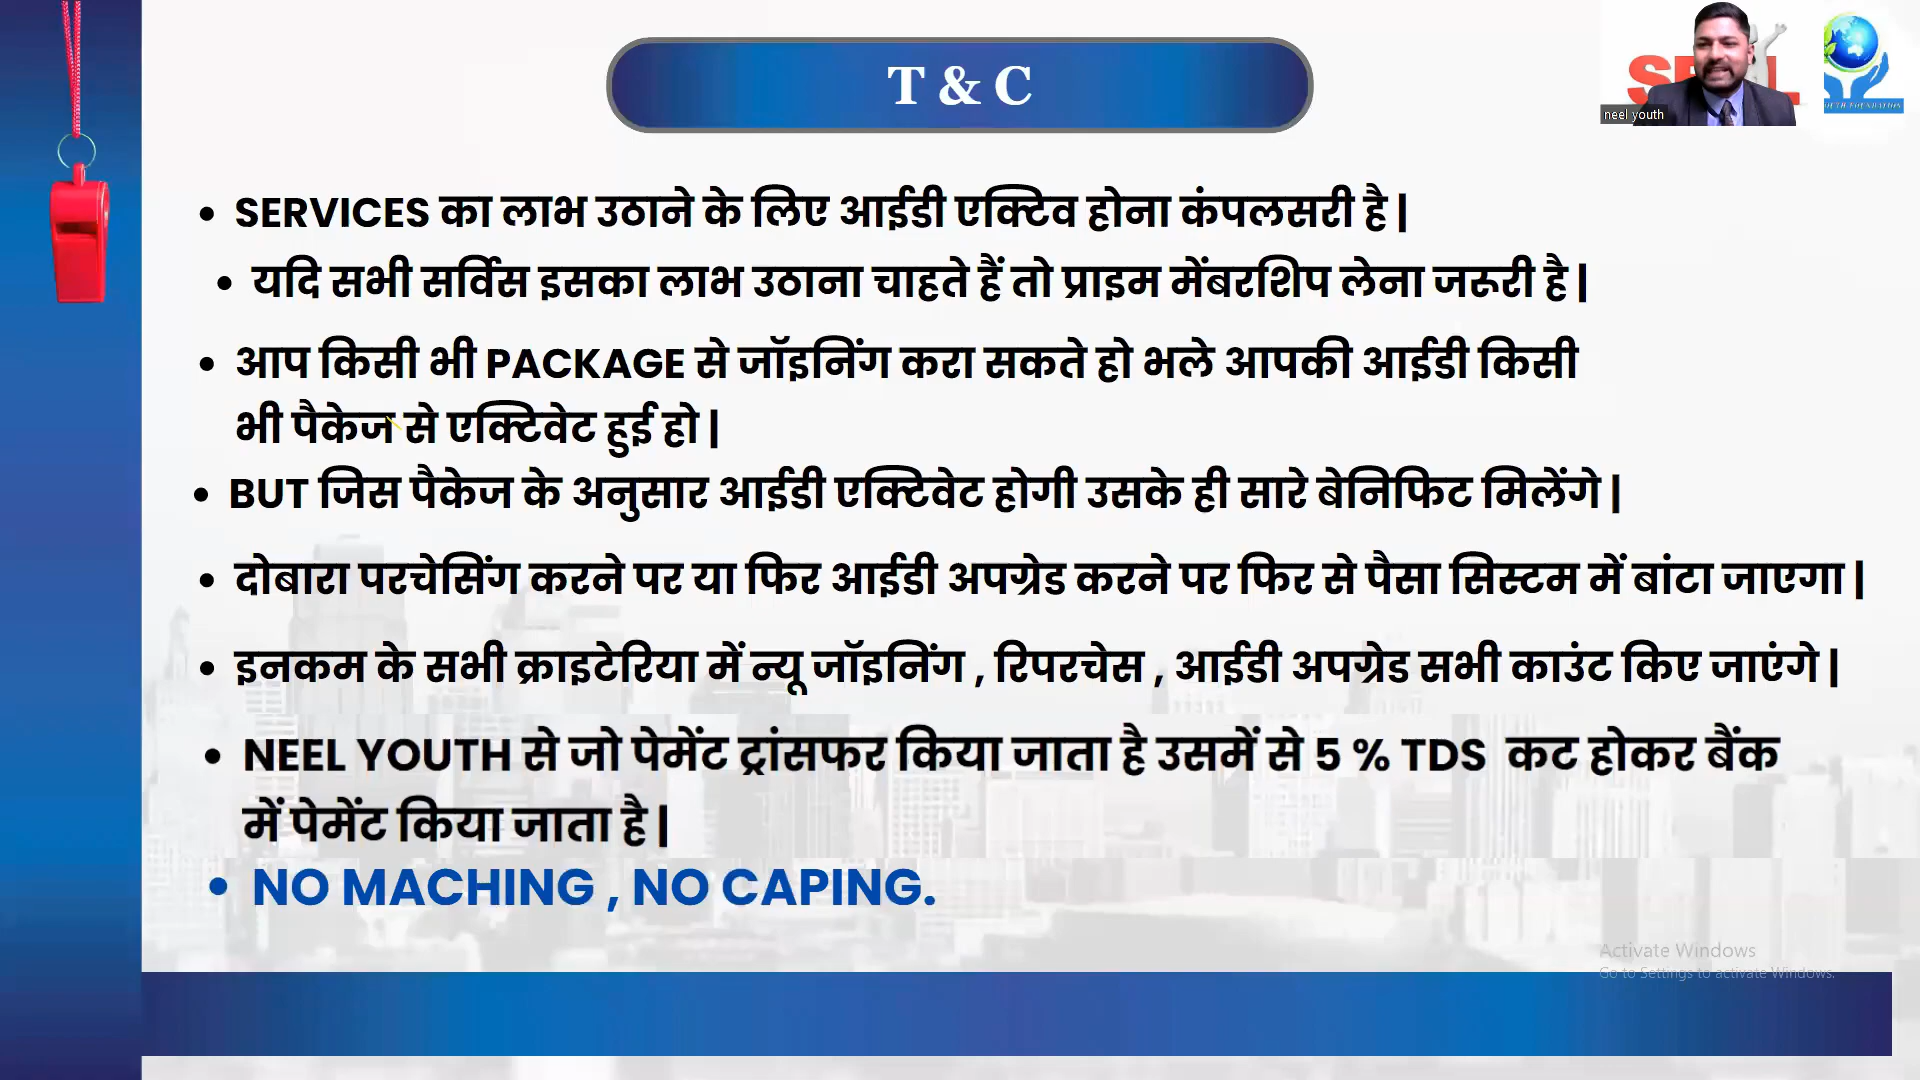 T & C
neel youth
SERVICES का लाभ उठाने के लिए आईडी एक्टिव होना कंपलसरी है |
यदि सभी सर्विस इसका लाभ उठाना चाहते हैं तो प्राइम मेंबरशिप लेना जरूरी है |
आप किसी भी PACKAGE से जॉइनिंग करा सकते हो भले आपकी आईडी किसी
भी पैकेज से एक्टिवेट हुई हो |
BUT जिस पैकेज के अनुसार आईडी एक्टिवेट होगी उसके ही सारे बेनिफिट मिलेंगे |
दोबारा परचेसिंग करने पर या फिर आईडी अपग्रेड करने पर फिर से पैसा सिस्टम में बांटा जाएगा |
इनकम के सभी क्राइटेरिया में न्यू जॉइनिंग , रिपरचेस , आईडी अपग्रेड सभी काउंट किए जाएंगे |
NEEL YOUTH से जो पेमेंट ट्रांसफर किया जाता है उसमें से 5 % TDS कट होकर बैंक
में पेमेंट किया जाता है |
NO MACHING , NO CAPING.
Activate Windows
Go to Settings to activate Windows.